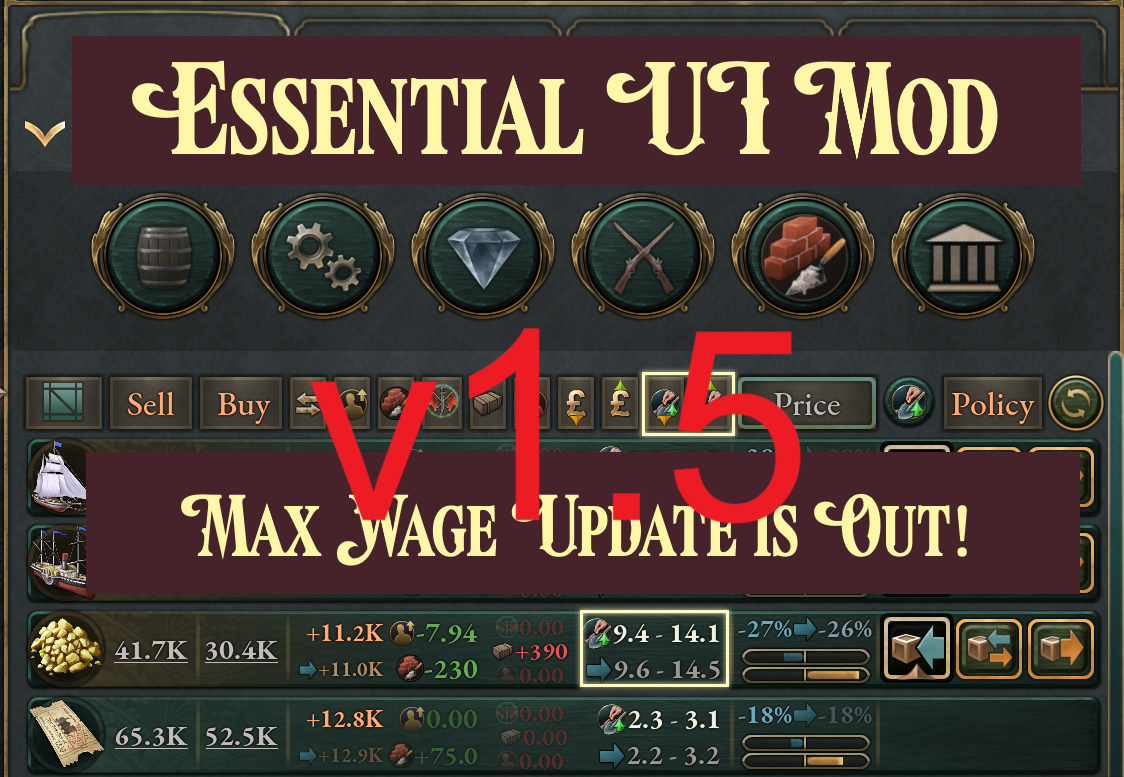 Essential UI Mod
v1.5
Sell Buy £ £ Price Policy
Max Wage Update is Out!
+11.2K -7.94 0.00 9.4 - 14.1 -27% -26%
41.7K 30.4K +390
+11.0K -230 0.00 9.6 - 14.5
+12.8K 0.00 0.00 2.3 - 3.1 -18% -18%
65.3K 52.5K 0.00
+12.9K +75.0 0.00 2.2 - 3.2